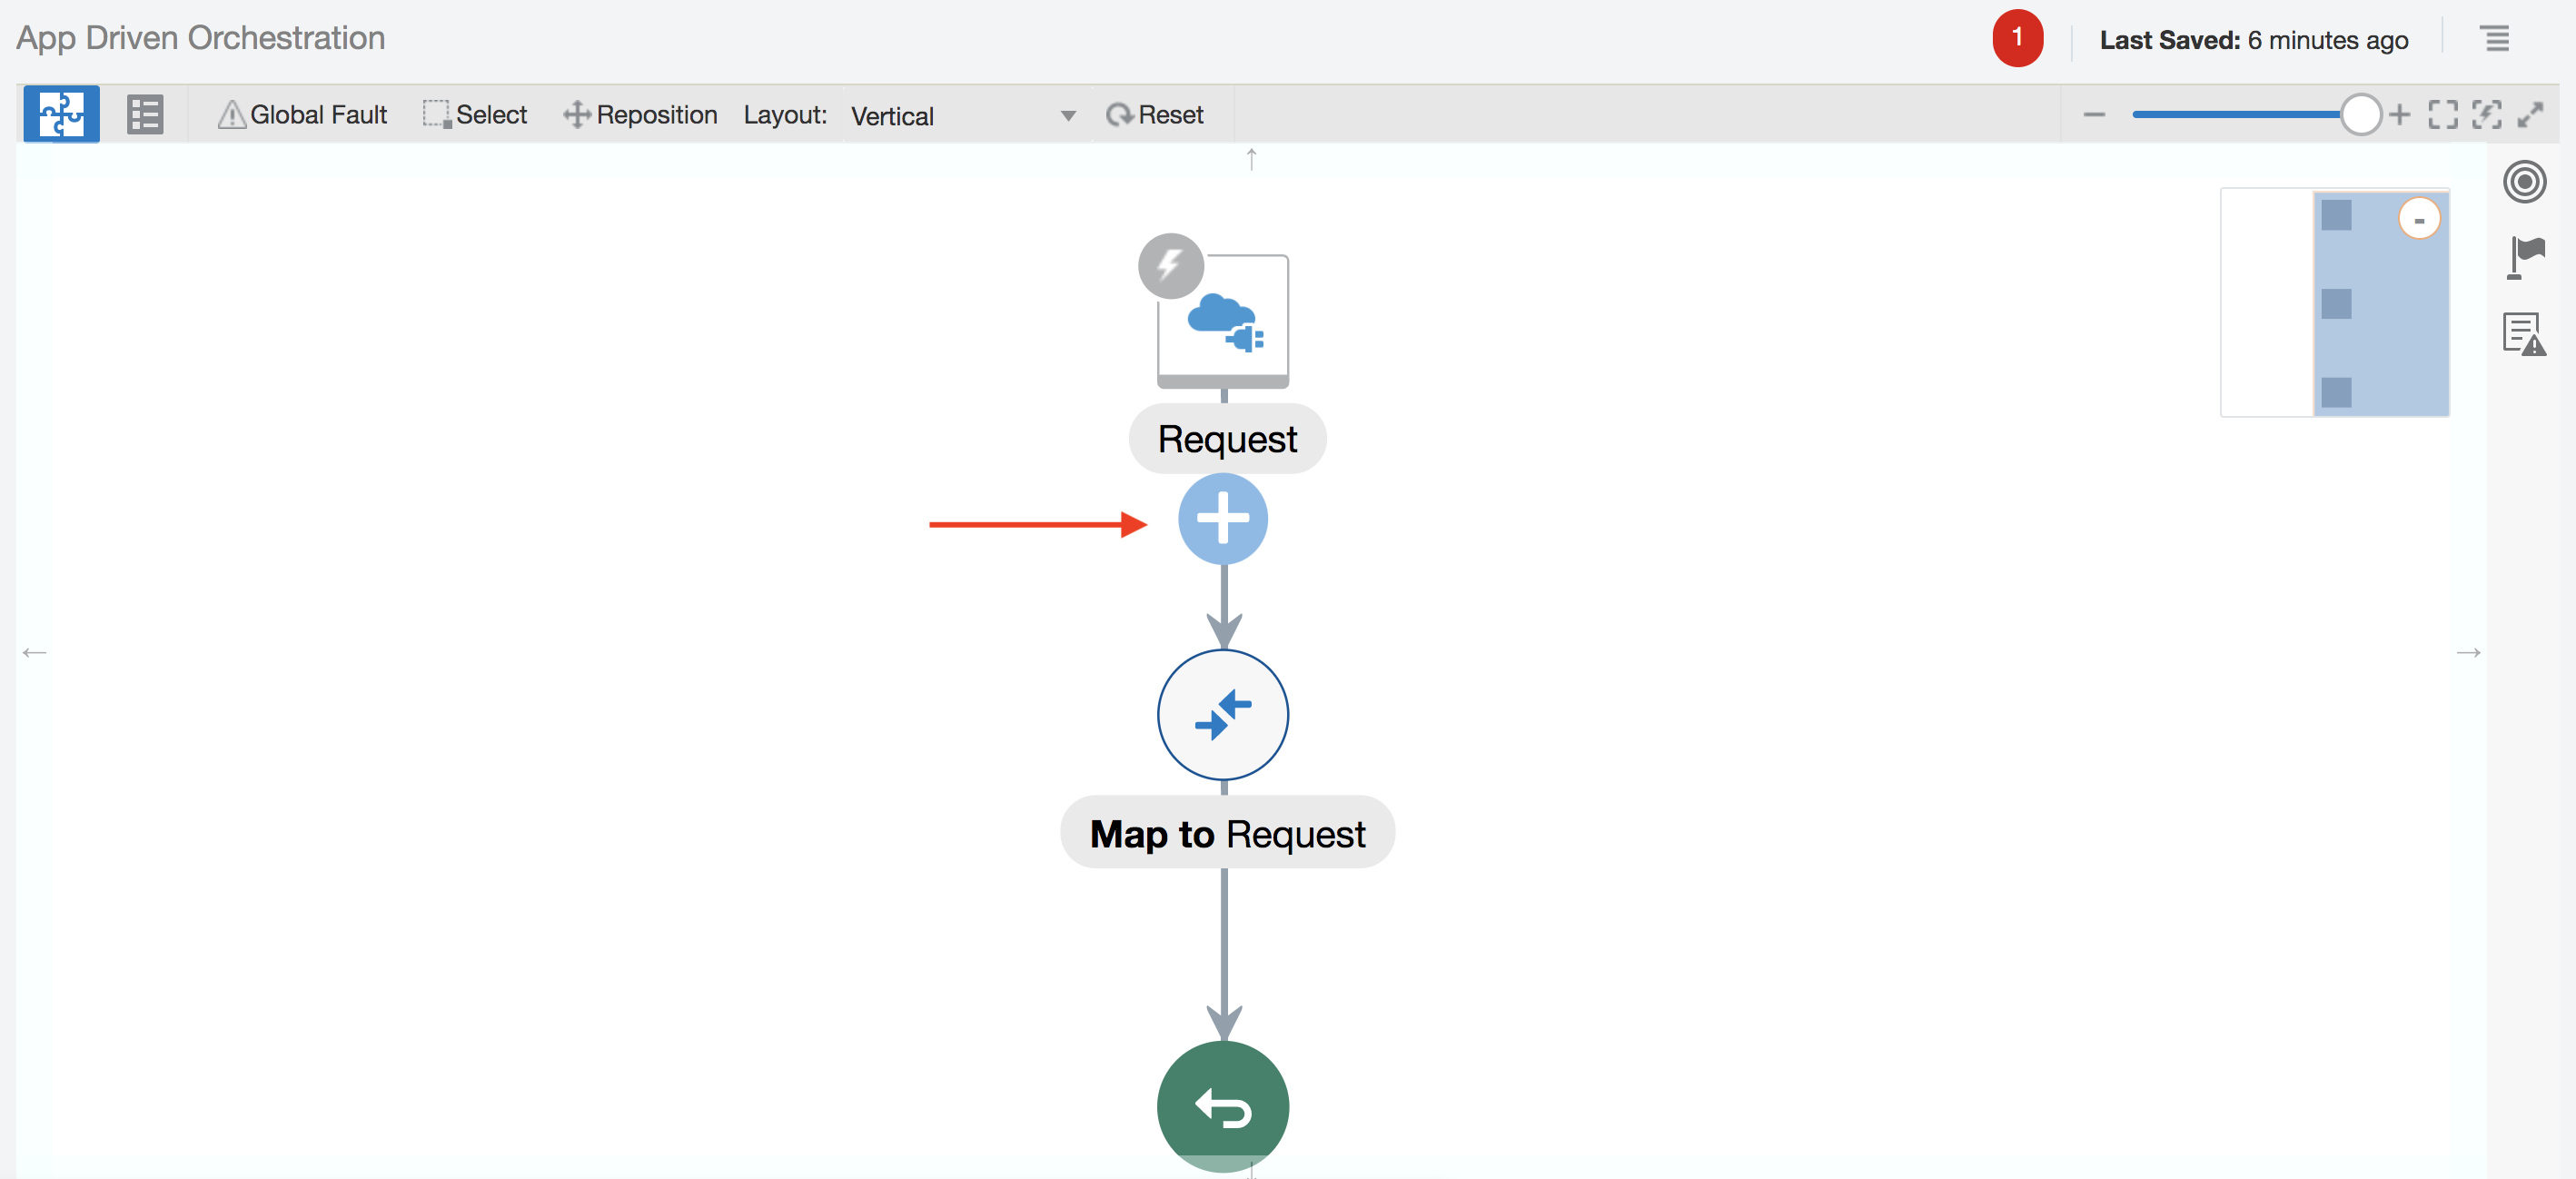 App Driven Orchestration
1
Last Saved: 6 minutes ago
Global Fault
Select
Reposition
Layout:
Vertical
Reset
Request
Map to Request